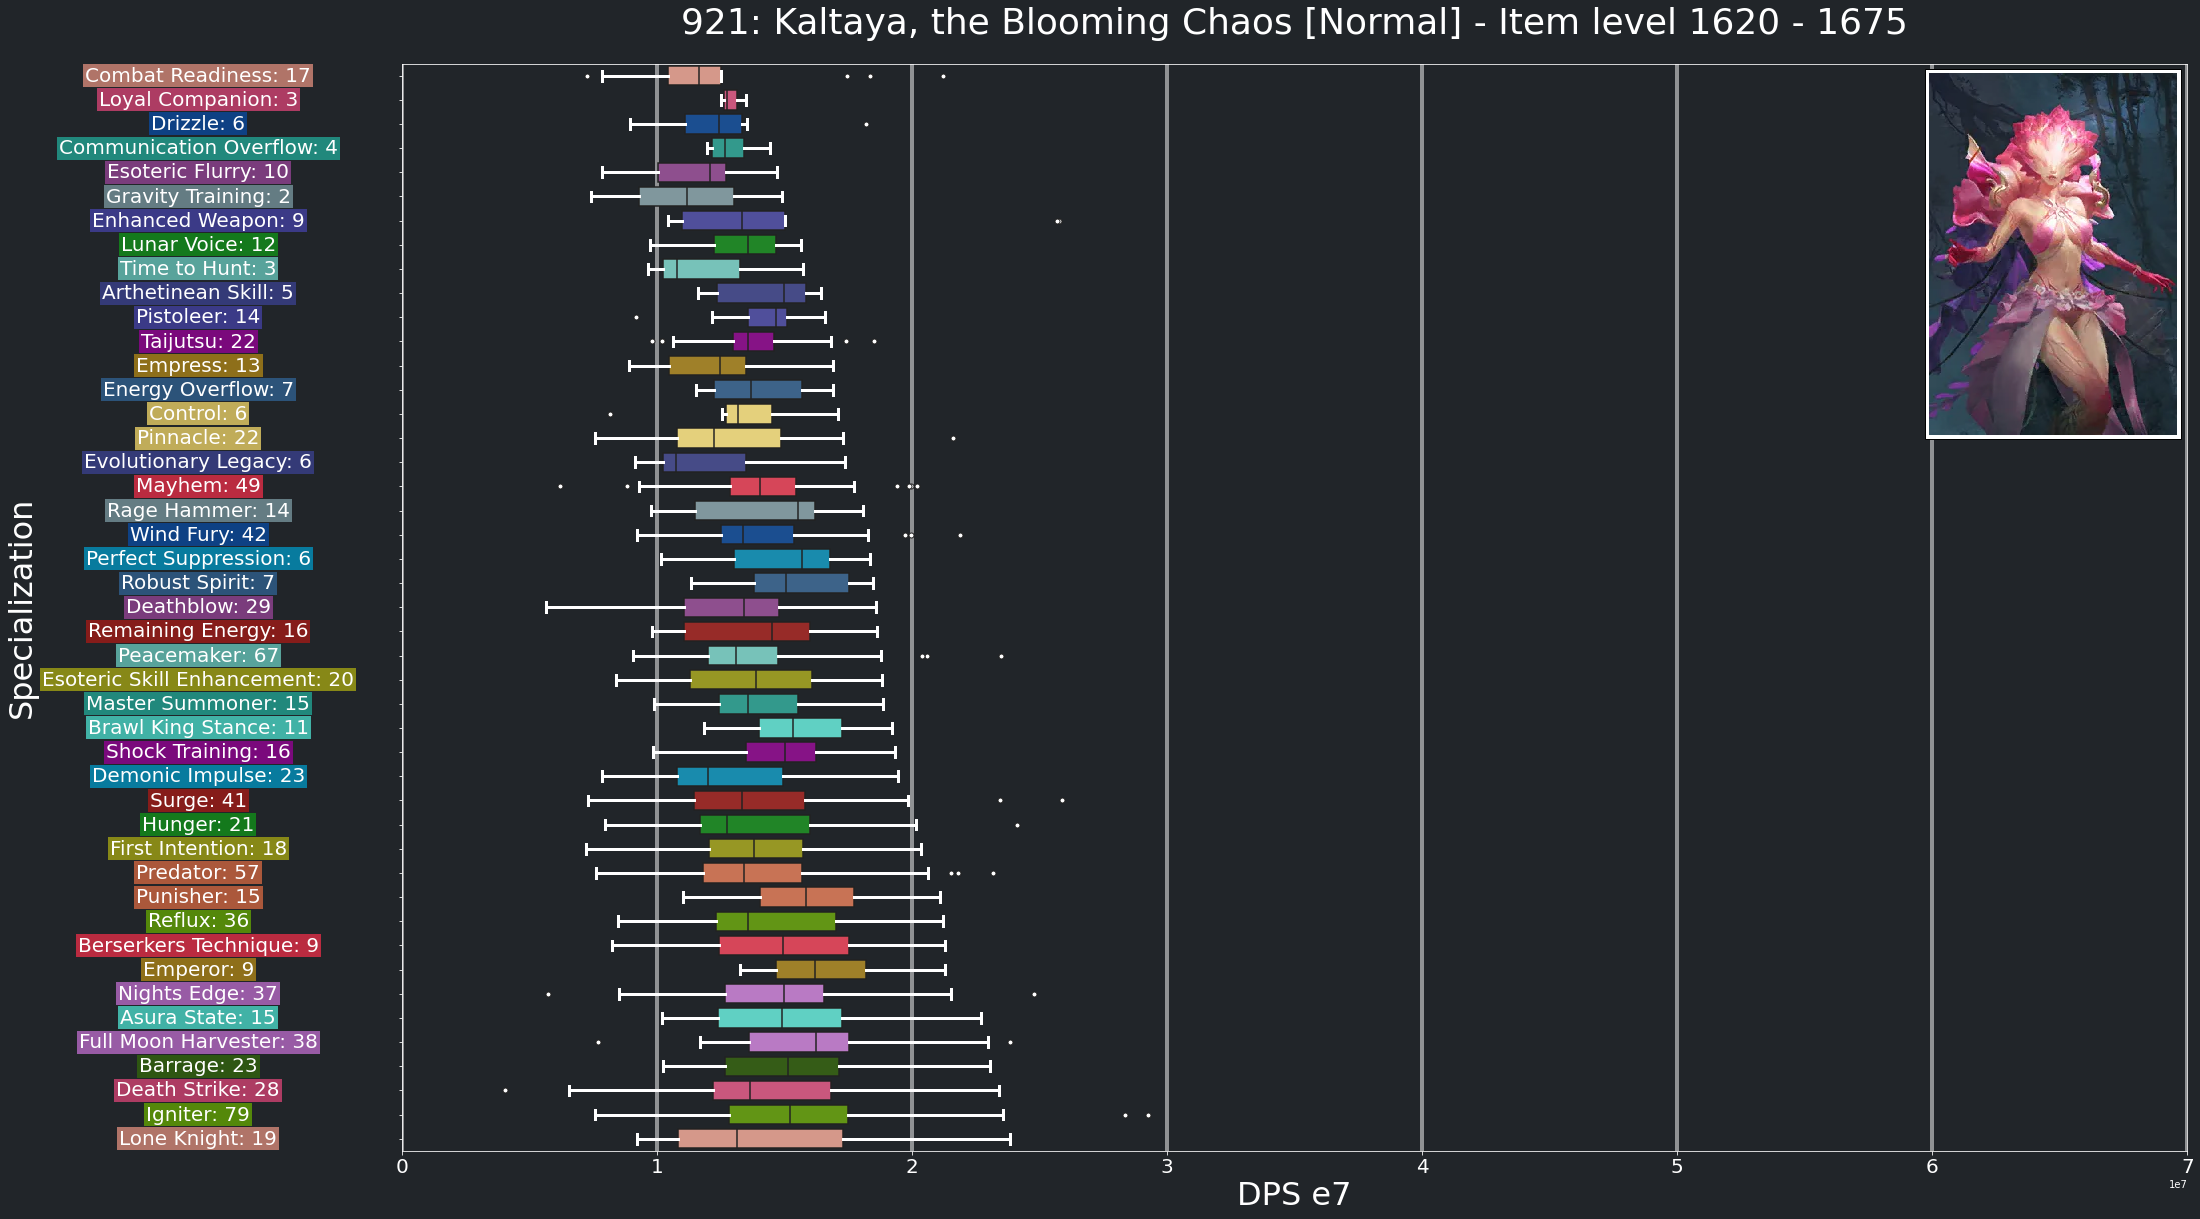 921: Kaltaya, the Blooming Chaos [Normal] - Item level 1620 - 1675
Specialization
Combat Readiness: 17
Loyal Companion: 3
Drizzle: 6
Communication Overflow: 4
Esoteric Flurry: 10
Gravity Training: 2
Enhanced Weapon: 9
Lunar Voice: 12
Time to Hunt: 3
Arthetinean Skill: 5
Pistoleer: 14
Taijutsu: 22
Empress: 13
Energy Overflow: 7
Control: 6
Pinnacle: 22
Evolutionary Legacy: 6
Mayhem: 49
Rage Hammer: 14
Wind Fury: 42
Perfect Suppression: 6
Robust Spirit: 7
Deathblow: 29
Remaining Energy: 16
Peacemaker: 67
Esoteric Skill Enhancement: 20
Master Summoner: 15
Brawl King Stance: 11
Shock Training: 16
Demonic Impulse: 23
Surge: 41
Hunger: 21
First Intention: 18
Predator: 57
Punisher: 15
Reflux: 36
Berserkers Technique: 9
Emperor: 9
Nights Edge: 37
Asura State: 15
Full Moon Harvester: 38
Barrage: 23
Death Strike: 28
Igniter: 79
Lone Knight: 19
0 1 2 3 4 5 6 7
1e7
DPS e7